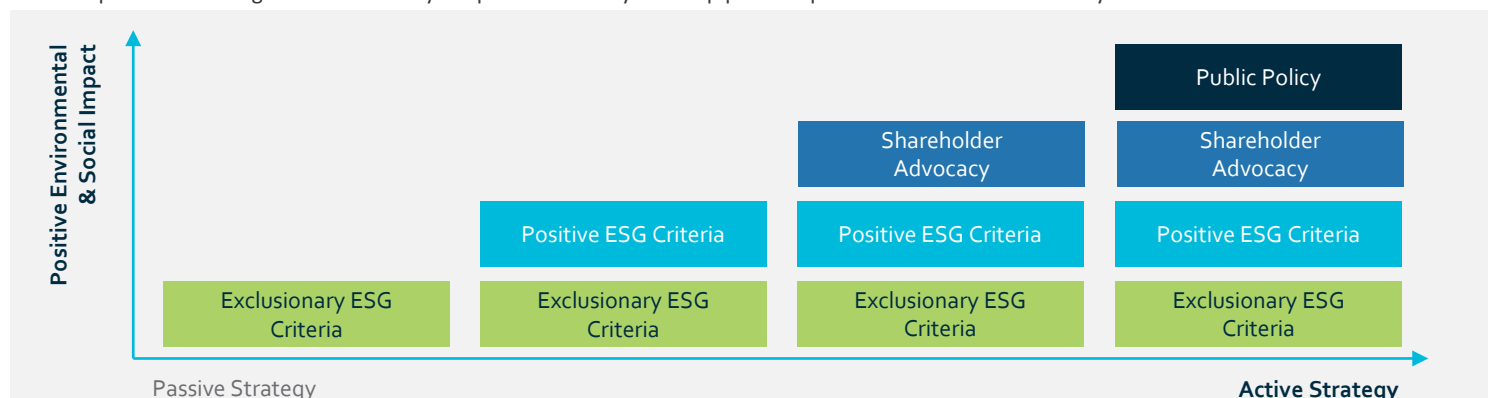 Positive Environmental
& Social Impact
Public Policy
Shareholder
Advocacy
Shareholder
Advocacy
Positive ESG Criteria
Positive ESG Criteria
Positive ESG Criteria
Exclusionary ESG
Criteria
Exclusionary ESG
Criteria
Exclusionary ESG
Criteria
Exclusionary ESG
Criteria
Passive Strategy
Active Strategy